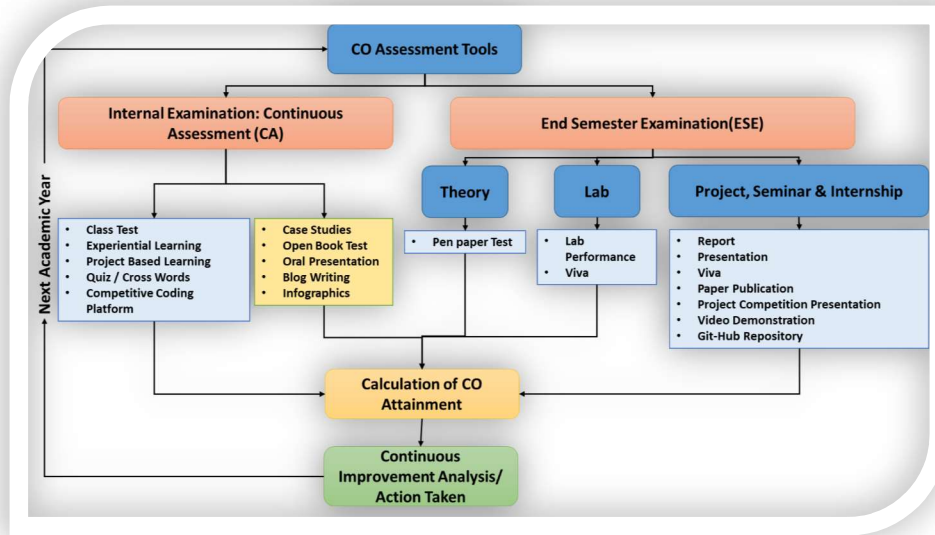 CO Assessment Tools
Internal Examination: Continuous
Assessment (CA)
End Semester Examination(ESE)
Theory
Lab
Project, Seminar & Internship
Next Academic Year
• Class Test
• Experiential Learning
• Project Based Learning
• Quiz / Cross Words
• Competitive Coding
Platform
• Case Studies
• Open Book Test
• Oral Presentation
• Blog Writing
• Infographics
• Pen paper Test
• Lab
Performance
• Viva
• Report
• Presentation
• Viva
• Paper Publication
• Project Competition Presentation
• Video Demonstration
• Git-Hub Repository
Calculation of CO
Attainment
Continuous
Improvement Analysis/
Action Taken